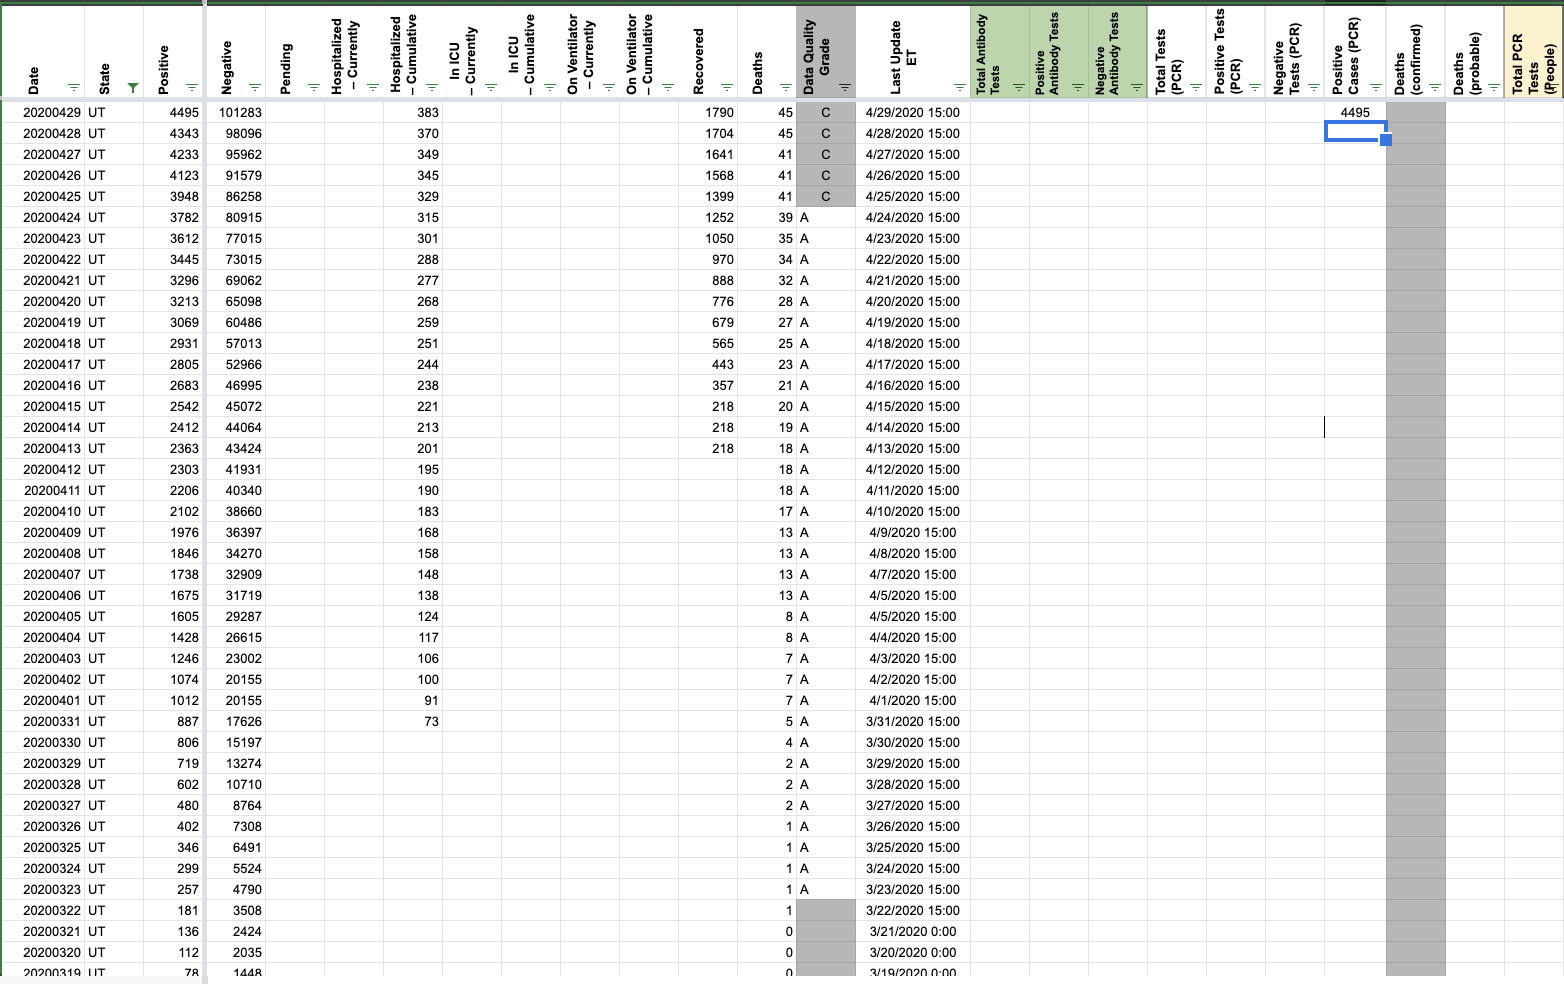 Date State Positive Negative Pending Hospitalized – Currently Hospitalized – Cumulative In ICU – Currently In ICU – Cumulative On Ventilator – Currently On Ventilator – Cumulative Recovered Deaths Data Quality Grade Last Update ET Total Antibody Tests Positive Antibody Tests Negative Antibody Tests Total Tests (PCR) Positive Tests (PCR) Negative Tests (PCR) Positive Cases (PCR) Deaths (confirmed) Deaths (probable) Total PCR Tests (People)
20200429 UT 4495 101283 383 1790 45 C 4/29/2020 15:00 4495
20200428 UT 4343 98096 370 1704 45 C 4/28/2020 15:00
20200427 UT 4233 95962 349 1641 41 C 4/27/2020 15:00
20200426 UT 4123 91579 345 1568 41 C 4/26/2020 15:00
20200425 UT 3948 86258 329 1399 41 C 4/25/2020 15:00
20200424 UT 3782 80915 315 1252 39 A 4/24/2020 15:00
20200423 UT 3612 77015 301 1050 35 A 4/23/2020 15:00
20200422 UT 3445 73015 288 970 34 A 4/22/2020 15:00
20200421 UT 3296 69062 277 888 32 A 4/21/2020 15:00
20200420 UT 3213 65098 268 776 28 A 4/20/2020 15:00
20200419 UT 3069 60486 259 679 27 A 4/19/2020 15:00
20200418 UT 2931 57013 251 565 25 A 4/18/2020 15:00
20200417 UT 2805 52966 244 443 23 A 4/17/2020 15:00
20200416 UT 2683 46995 238 357 21 A 4/16/2020 15:00
20200415 UT 2542 45072 221 218 20 A 4/15/2020 15:00
20200414 UT 2412 44064 213 218 19 A 4/14/2020 15:00
20200413 UT 2363 43424 201 218 18 A 4/13/2020 15:00
20200412 UT 2303 41931 195 18 A 4/12/2020 15:00
20200411 UT 2206 40340 190 18 A 4/11/2020 15:00
20200410 UT 2102 38660 183 17 A 4/10/2020 15:00
20200409 UT 1976 36397 168 13 A 4/9/2020 15:00
20200408 UT 1846 34270 158 13 A 4/8/2020 15:00
20200407 UT 1738 32909 148 13 A 4/7/2020 15:00
20200406 UT 1675 31719 138 13 A 4/5/2020 15:00
20200405 UT 1605 29287 124 8 A 4/5/2020 15:00
20200404 UT 1428 26615 117 8 A 4/4/2020 15:00
20200403 UT 1246 23002 106 7 A 4/3/2020 15:00
20200402 UT 1074 20155 100 7 A 4/2/2020 15:00
20200401 UT 1012 20155 91 7 A 4/1/2020 15:00
20200331 UT 887 17626 73 5 A 3/31/2020 15:00
20200330 UT 806 15197 4 A 3/30/2020 15:00
20200329 UT 719 13274 2 A 3/29/2020 15:00
20200328 UT 602 10710 2 A 3/28/2020 15:00
20200327 UT 480 8764 2 A 3/27/2020 15:00
20200326 UT 402 7308 1 A 3/26/2020 15:00
20200325 UT 346 6491 1 A 3/25/2020 15:00
20200324 UT 299 5524 1 A 3/24/2020 15:00
20200323 UT 257 4790 1 A 3/23/2020 15:00
20200322 UT 181 3508 1 3/22/2020 15:00
20200321 UT 136 2424 0 3/21/2020 0:00
20200320 UT 112 2035 0 3/20/2020 0:00
20200319 UT 78 1448 0 3/19/2020 0:00